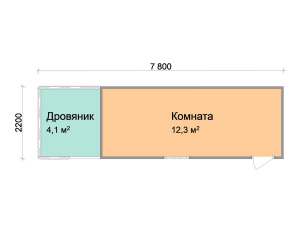 7 800
2200
Дровяник
4,1 м²
Комната
12,3 м²